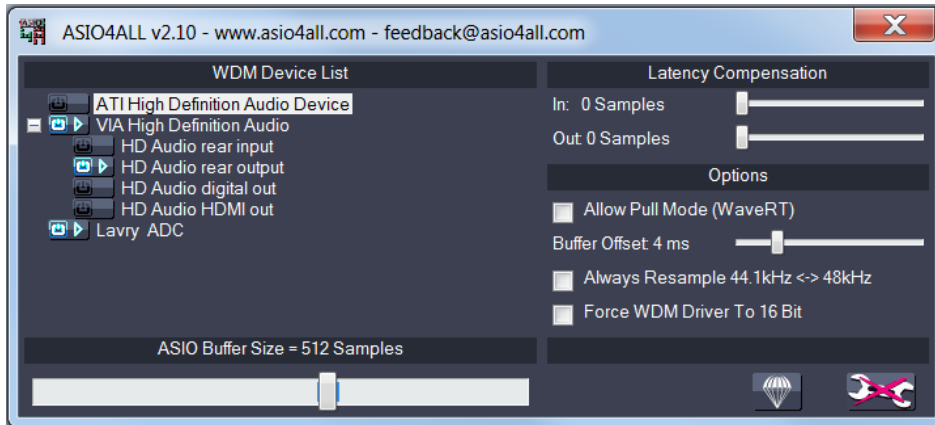 ASIO4ALL v2.10 - www.asio4all.com - feedback@asio4all.com
WDM Device List
ATI High Definition Audio Device
VIA High Definition Audio
HD Audio rear input
HD Audio rear output
HD Audio digital out
HD Audio HDMI out
Lavry ADC
ASIO Buffer Size = 512 Samples
Latency Compensation
In: 0 Samples
Out: 0 Samples
Options
Allow Pull Mode (WaveRT)
Buffer Offset: 4 ms
Always Resample 44.1kHz <-> 48kHz
Force WDM Driver To 16 Bit